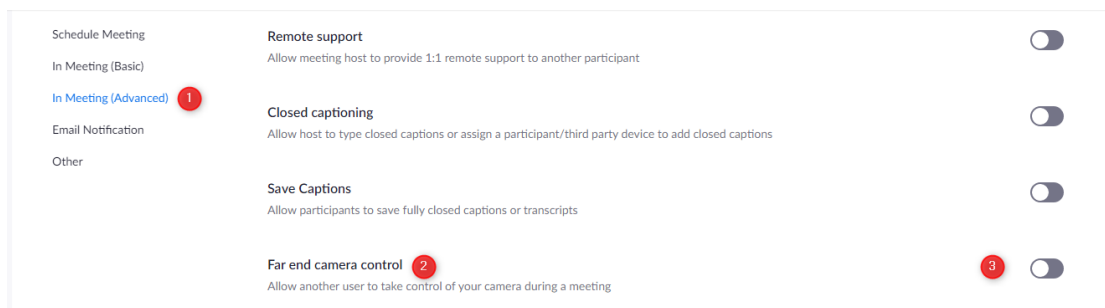 Schedule Meeting
In Meeting (Basic)
In Meeting (Advanced) 1
Email Notification
Other
Remote support
Allow meeting host to provide 1:1 remote support to another participant
Closed captioning
Allow host to type closed captions or assign a participant/third party device to add closed captions
Save Captions
Allow participants to save fully closed captions or transcripts
Far end camera control 2 3
Allow another user to take control of your camera during a meeting